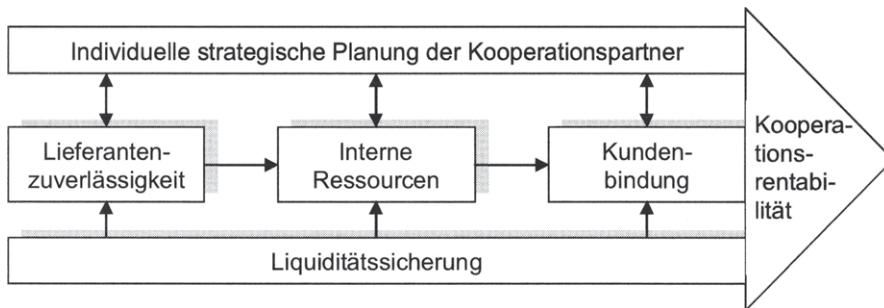 Individuelle strategische Planung der Kooperationspartner
Lieferanten-
zuverlässigkeit
Interne
Ressourcen
Kunden-
bindung
Koopera-
tions-
rentabi-
lität
Liquiditätssicherung